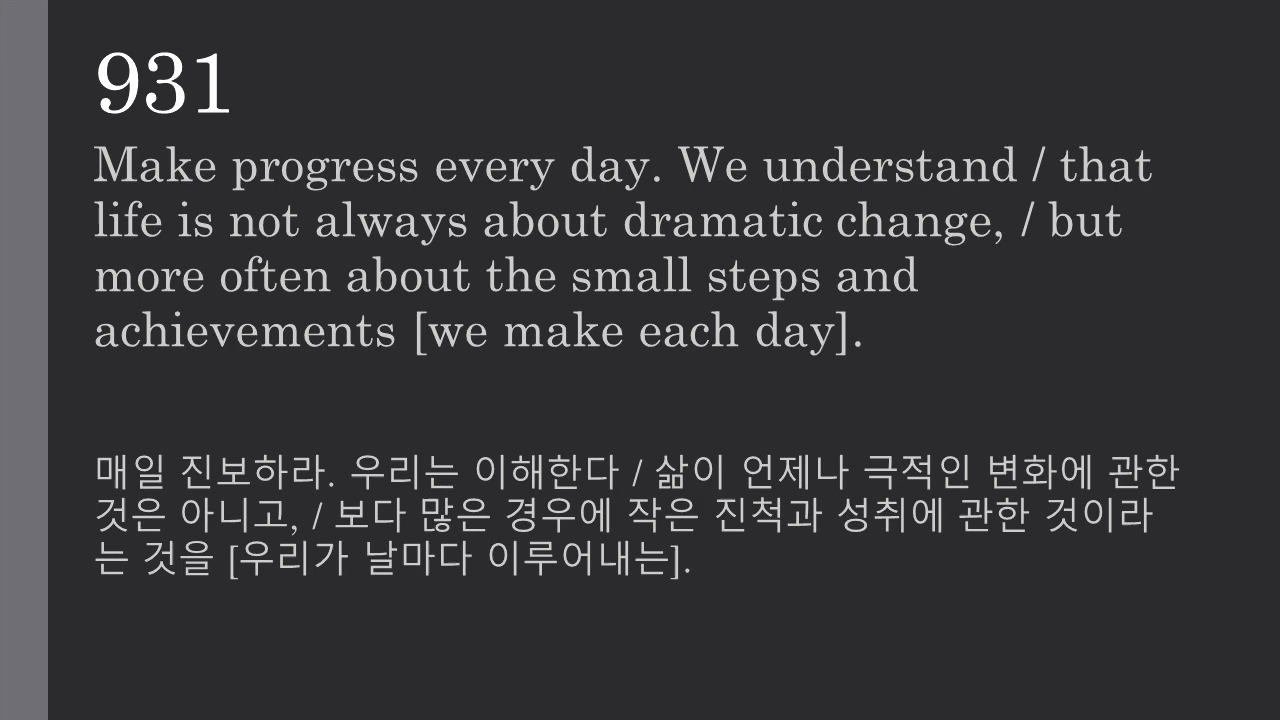 931
Make progress every day. We understand / that
life is not always about dramatic change, / but
more often about the small steps and
achievements [we make each day].
매일 진보하라. 우리는 이해한다 / 삶이 언제나 극적인 변화에 관한
것은 아니고, / 보다 많은 경우에 작은 진척과 성취에 관한 것이라
는 것을 [우리가 날마다 이루어내는].